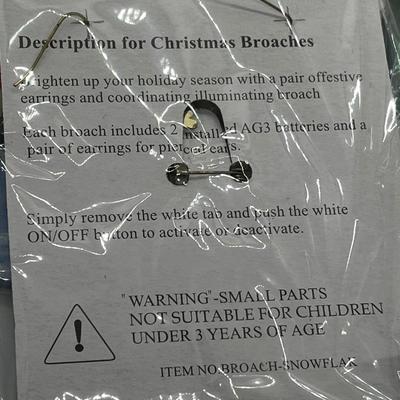 Description for Christmas Broaches
Brighten up your holiday season with a pair offestive
earrings and coordinating illuminating broach
Each broach includes 2 installed AG3 batteries and a
pair of earrings for pierced ears.
Simply remove the white tab and push the white
ON/OFF button to activate or deactivate.
"WARNING"-SMALL PARTS
NOT SUITABLE FOR CHILDREN
UNDER 3 YEARS OF AGE
ITEM NO.BROACH-SNOWFLAK